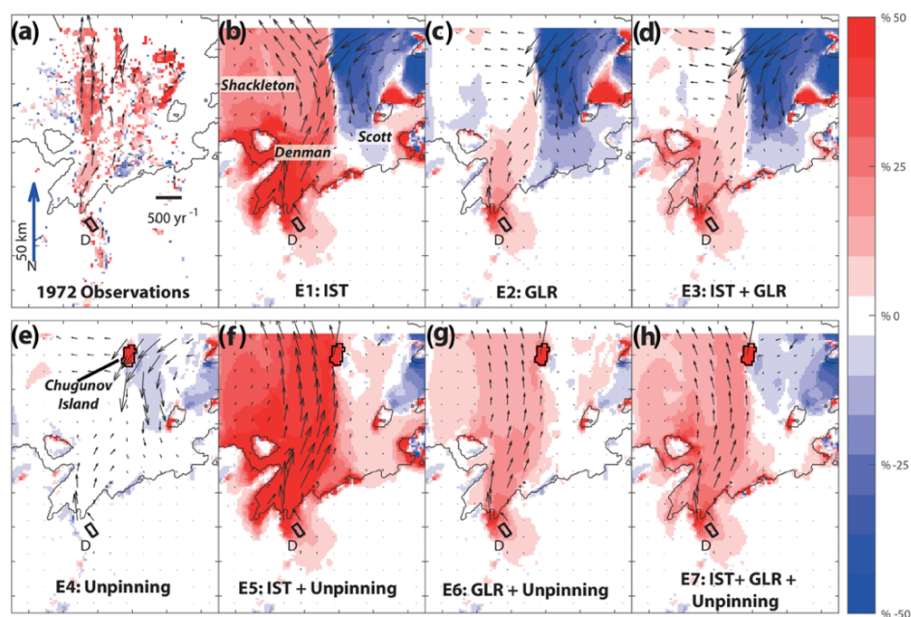 (a)
(b)
(c)
(d)
% 50
Shackleton
Scott
Denman
% 25
500 yr -1
50 km
N
D
D
D
D
1972 Observations
E1: IST
E2: GLR
E3: IST + GLR
% 0
(e)
(f)
(g)
(h)
Chugunov
Island
% -25
D
D
D
D
E4: Unpinning
E5: IST + Unpinning
E6: GLR + Unpinning
E7: IST+ GLR +
Unpinning
% -50